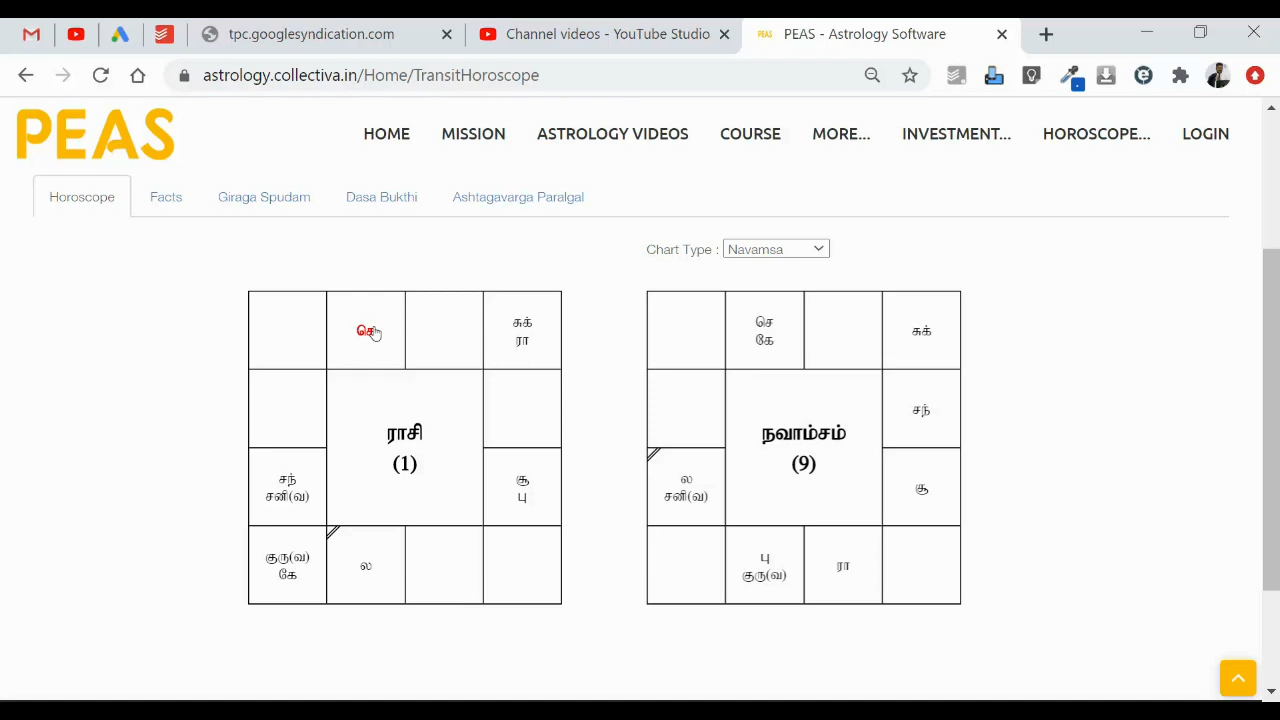 tpc.googlesyndication.com
Channel videos - YouTube Studio
PEAS
PEAS - Astrology Software
astrology.collectiva.in/Home/TransitHoroscope
PEAS
HOME
MISSION
ASTROLOGY VIDEOS
COURSE
MORE...
INVESTMENT...
HOROSCOPE...
LOGIN
Horoscope
Facts
Giraga Spudam
Dasa Bukthi
Ashtagavarga Paralgal
Chart Type : Navamsa
செ
சுக்
ரா
ராசி
(1)
சந்
சனி(வ)
சூ
பு
குரு(வ)
கே
ல
செ
கே
சுக்
சந்
நவாம்சம்
(9)
ல
சனி(வ)
சூ
பு
குரு(வ)
ரா